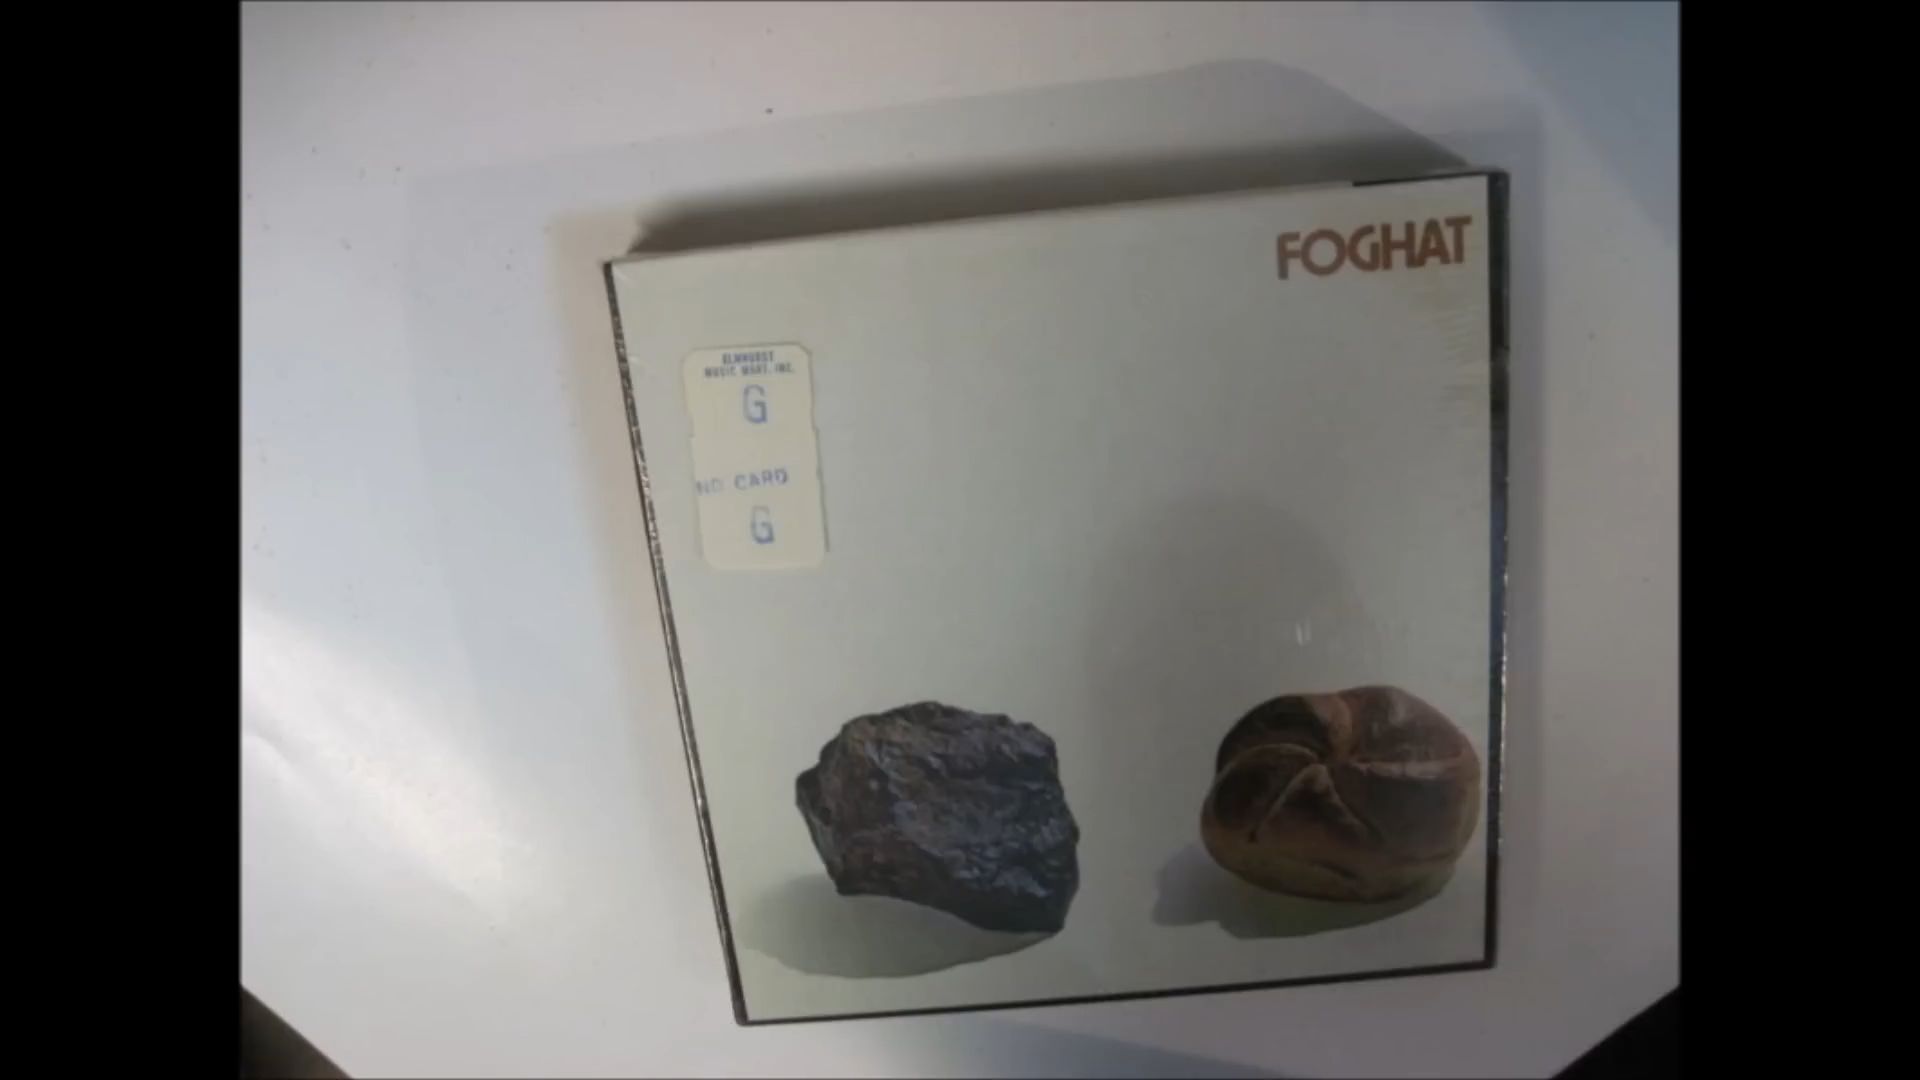 FOGHAT
ELMHURST
MUSIC MART, INC.
G
NO CARD
G